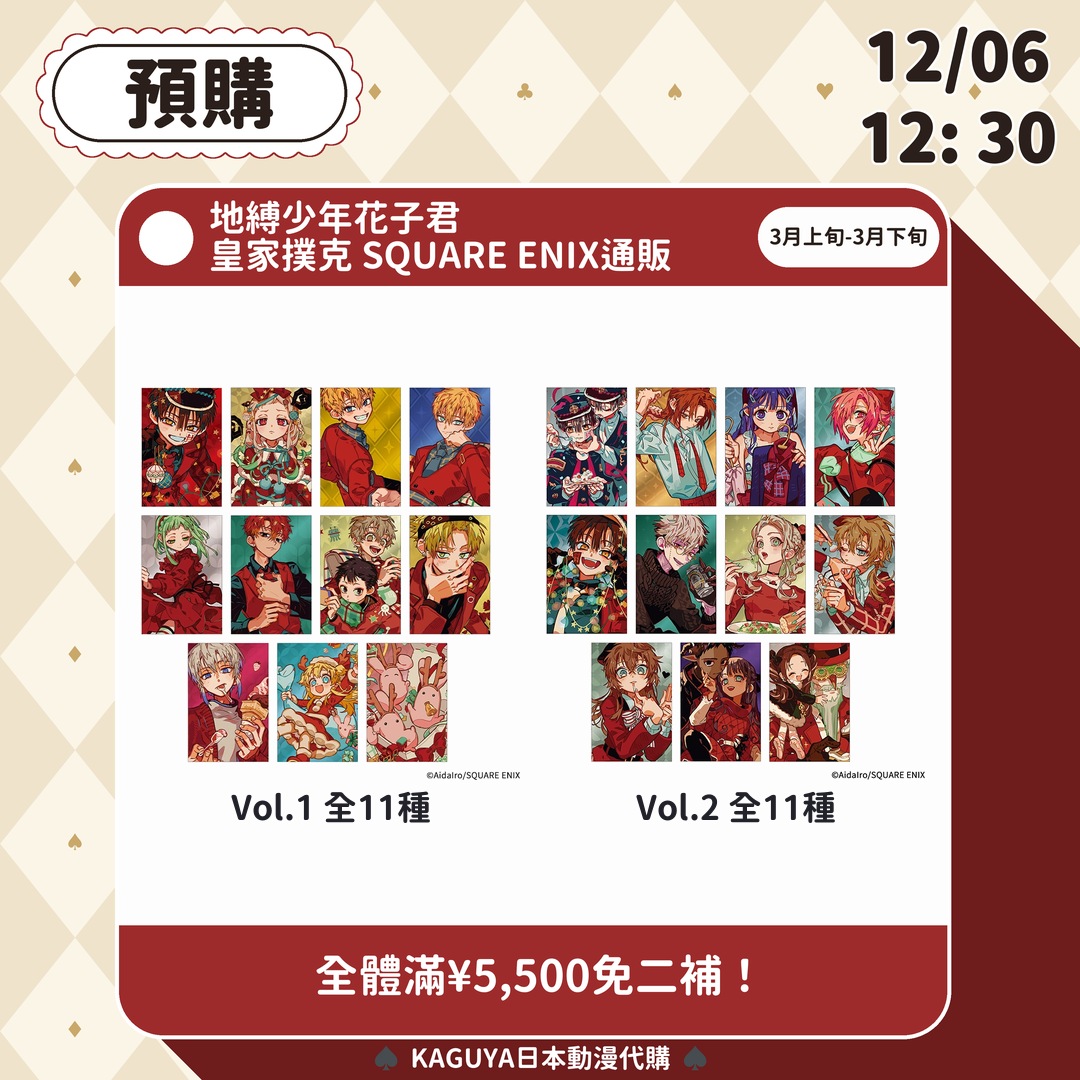 預購
12/06
12: 30
地縛少年花子君
皇家撲克 SQUARE ENIX通販
3月上旬-3月下旬
©AidaIro/SQUARE ENIX
©AidaIro/SQUARE ENIX
Vol.1 全11種
Vol.2 全11種
全體滿¥5,500免二補！
KAGUYA日本動漫代購